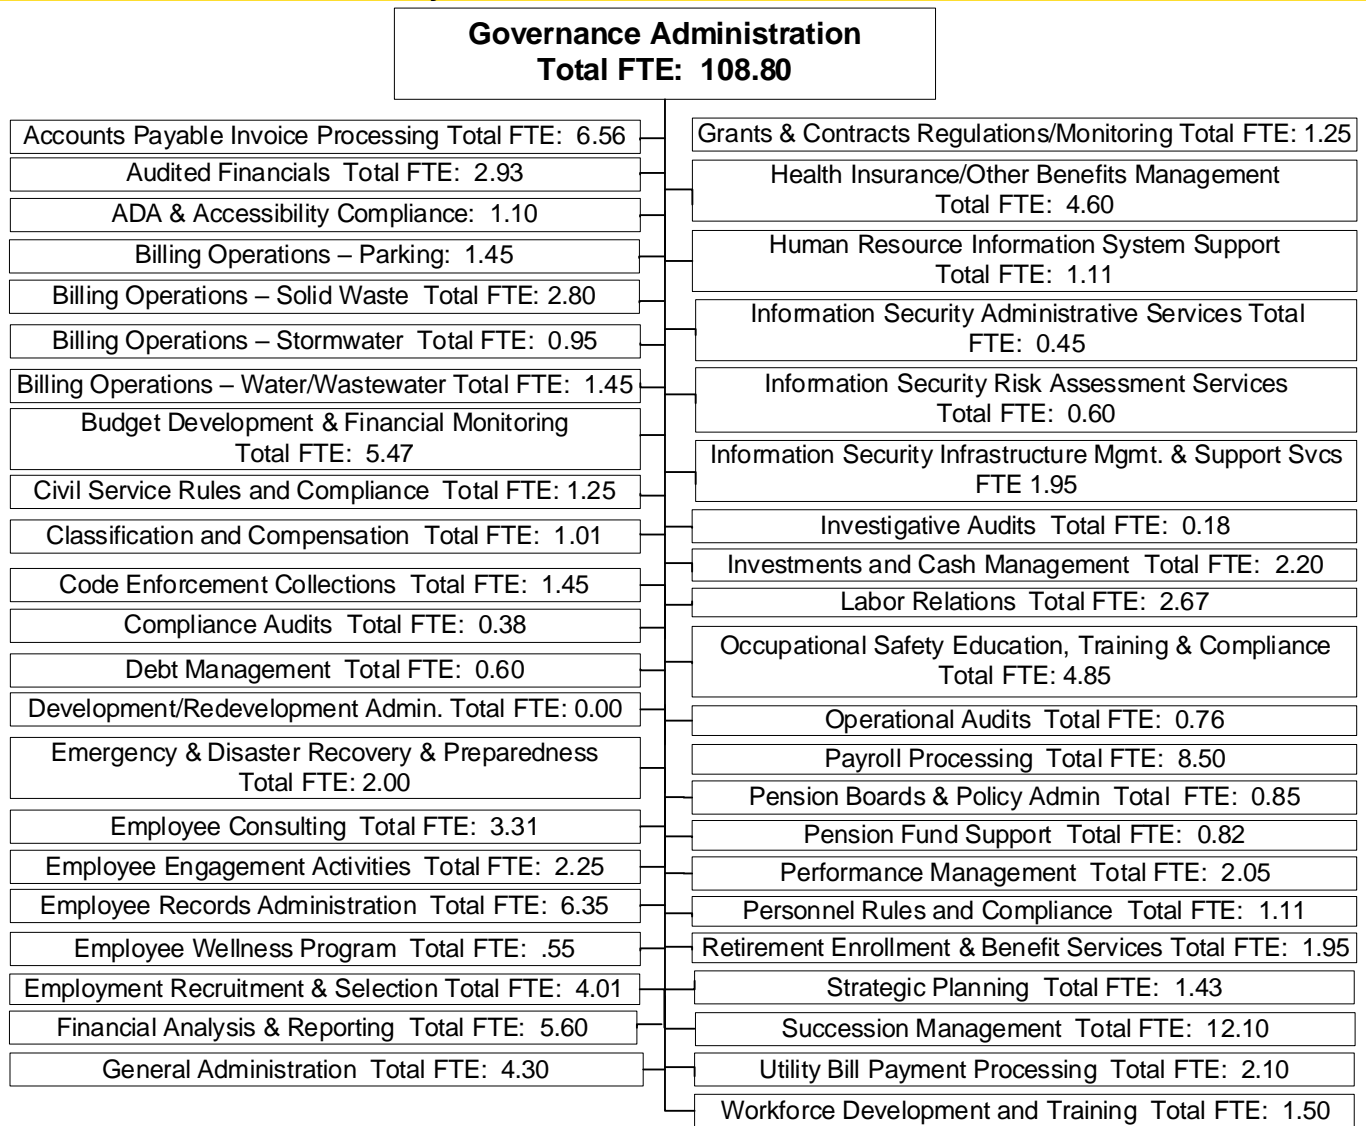 Governance Administration
Total FTE: 108.80
Accounts Payable Invoice Processing Total FTE: 6.56
Audited Financials Total FTE: 2.93
ADA & Accessibility Compliance: 1.10
Billing Operations – Parking: 1.45
Billing Operations – Solid Waste Total FTE: 2.80
Billing Operations – Stormwater Total FTE: 0.95
Billing Operations – Water/Wastewater Total FTE: 1.45
Budget Development & Financial Monitoring
Total FTE: 5.47
Civil Service Rules and Compliance Total FTE: 1.25
Classification and Compensation Total FTE: 1.01
Code Enforcement Collections Total FTE: 1.45
Compliance Audits Total FTE: 0.38
Debt Management Total FTE: 0.60
Development/Redevelopment Admin. Total FTE: 0.00
Emergency & Disaster Recovery & Preparedness
Total FTE: 2.00
Employee Consulting Total FTE: 3.31
Employee Engagement Activities Total FTE: 2.25
Employee Records Administration Total FTE: 6.35
Employee Wellness Program Total FTE: .55
Employment Recruitment & Selection Total FTE: 4.01
Financial Analysis & Reporting Total FTE: 5.60
General Administration Total FTE: 4.30
Grants & Contracts Regulations/Monitoring Total FTE: 1.25
Health Insurance/Other Benefits Management
Total FTE: 4.60
Human Resource Information System Support
Total FTE: 1.11
Information Security Administrative Services Total
FTE: 0.45
Information Security Risk Assessment Services
Total FTE: 0.60
Information Security Infrastructure Mgmt. & Support Svcs
FTE 1.95
Investigative Audits Total FTE: 0.18
Investments and Cash Management Total FTE: 2.20
Labor Relations Total FTE: 2.67
Occupational Safety Education, Training & Compliance
Total FTE: 4.85
Operational Audits Total FTE: 0.76
Payroll Processing Total FTE: 8.50
Pension Boards & Policy Admin Total FTE: 0.85
Pension Fund Support Total FTE: 0.82
Performance Management Total FTE: 2.05
Personnel Rules and Compliance Total FTE: 1.11
Retirement Enrollment & Benefit Services Total FTE: 1.95
Strategic Planning Total FTE: 1.43
Succession Management Total FTE: 12.10
Utility Bill Payment Processing Total FTE: 2.10
Workforce Development and Training Total FTE: 1.50